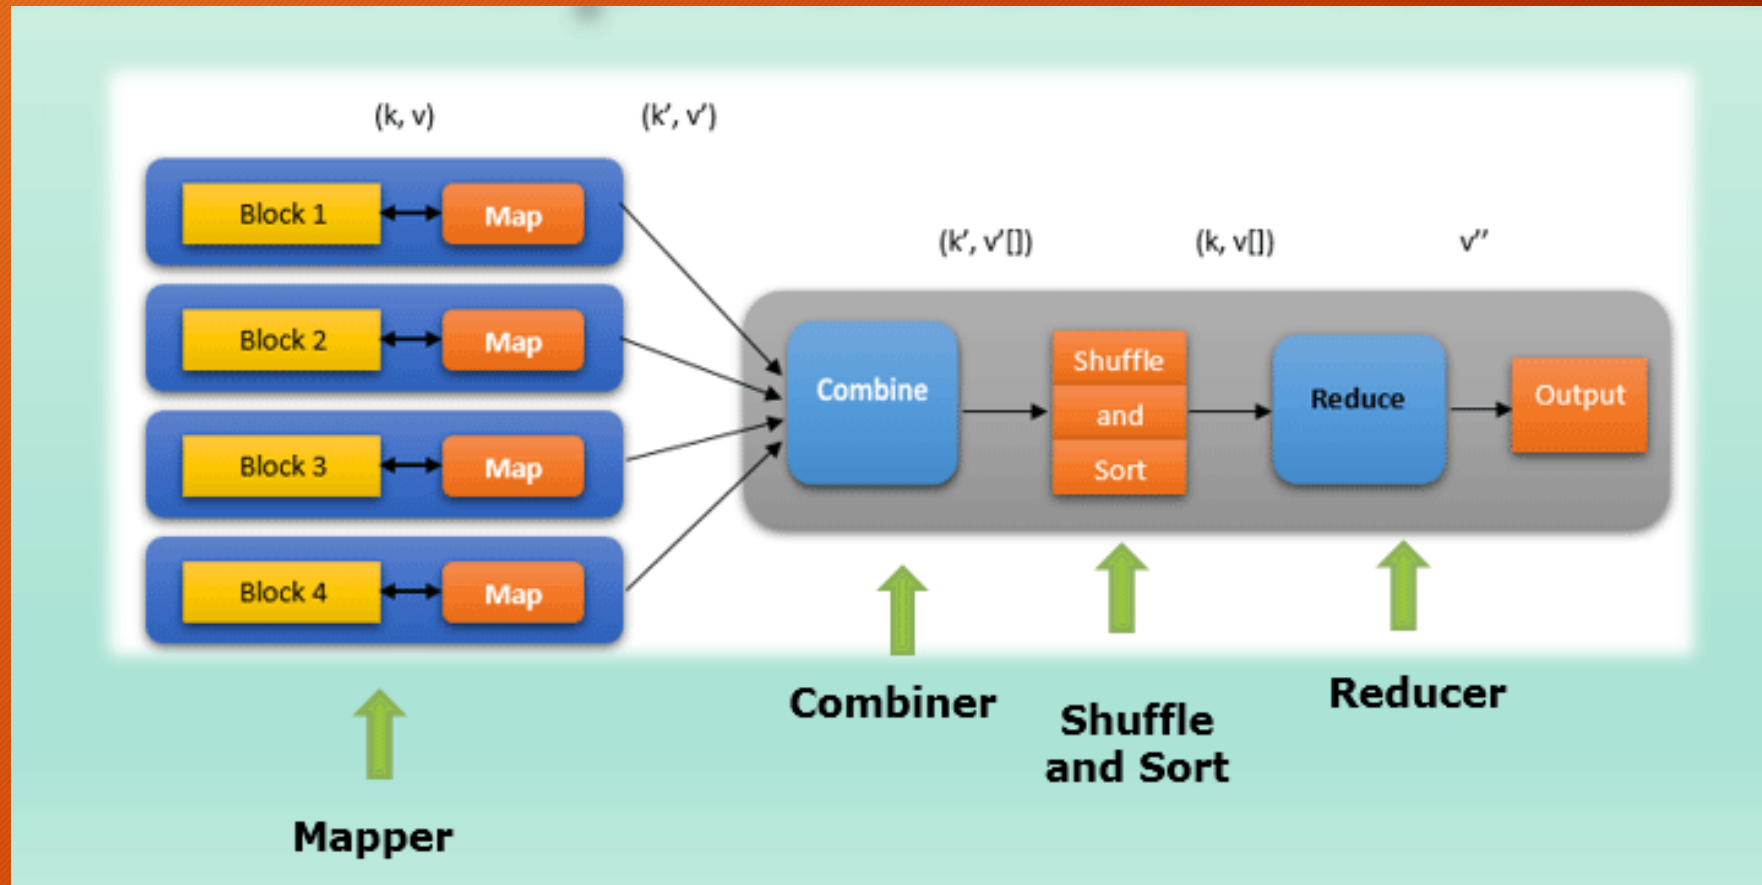 (k, v)
(k’, v’)
Block 1
Map
Block 2
Map
Block 3
Map
Block 4
Map
(k’, v’[])
(k, v[])
v’’
Combine
Shuffle
and
Sort
Reduce
Output
Mapper
Combiner
Shuffle
and Sort
Reducer